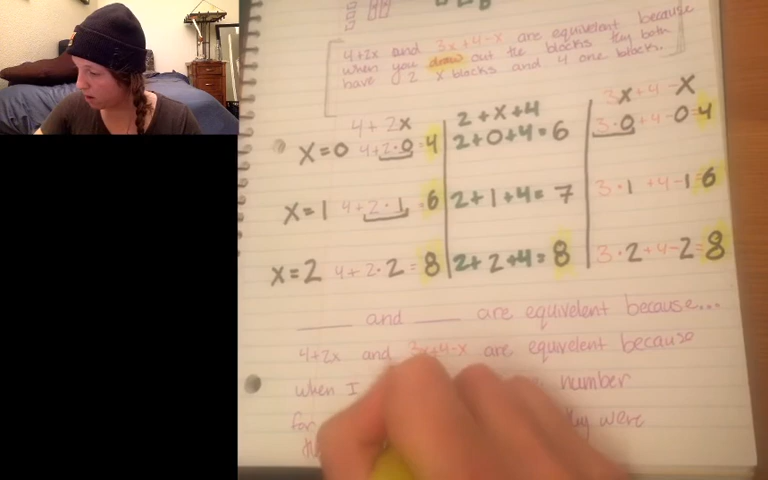 4+2x and 3x+4-x are equivalent because
when you draw out the blocks they both
have 2 x blocks and 4 one block.
4+2x 2+x+4 3x+4-x
x=0 4+2·0=4 2+0+4=6 3·0+4-0=4
x=1 4+2·1=6 2+1+4=7 3·1+4-1=6
x=2 4+2·2=8 2+2+4=8 3·2+4-2=8
____ and ____ are equivelent because...
4+2x and 3x+4-x are equivelent because
when I number
for they were